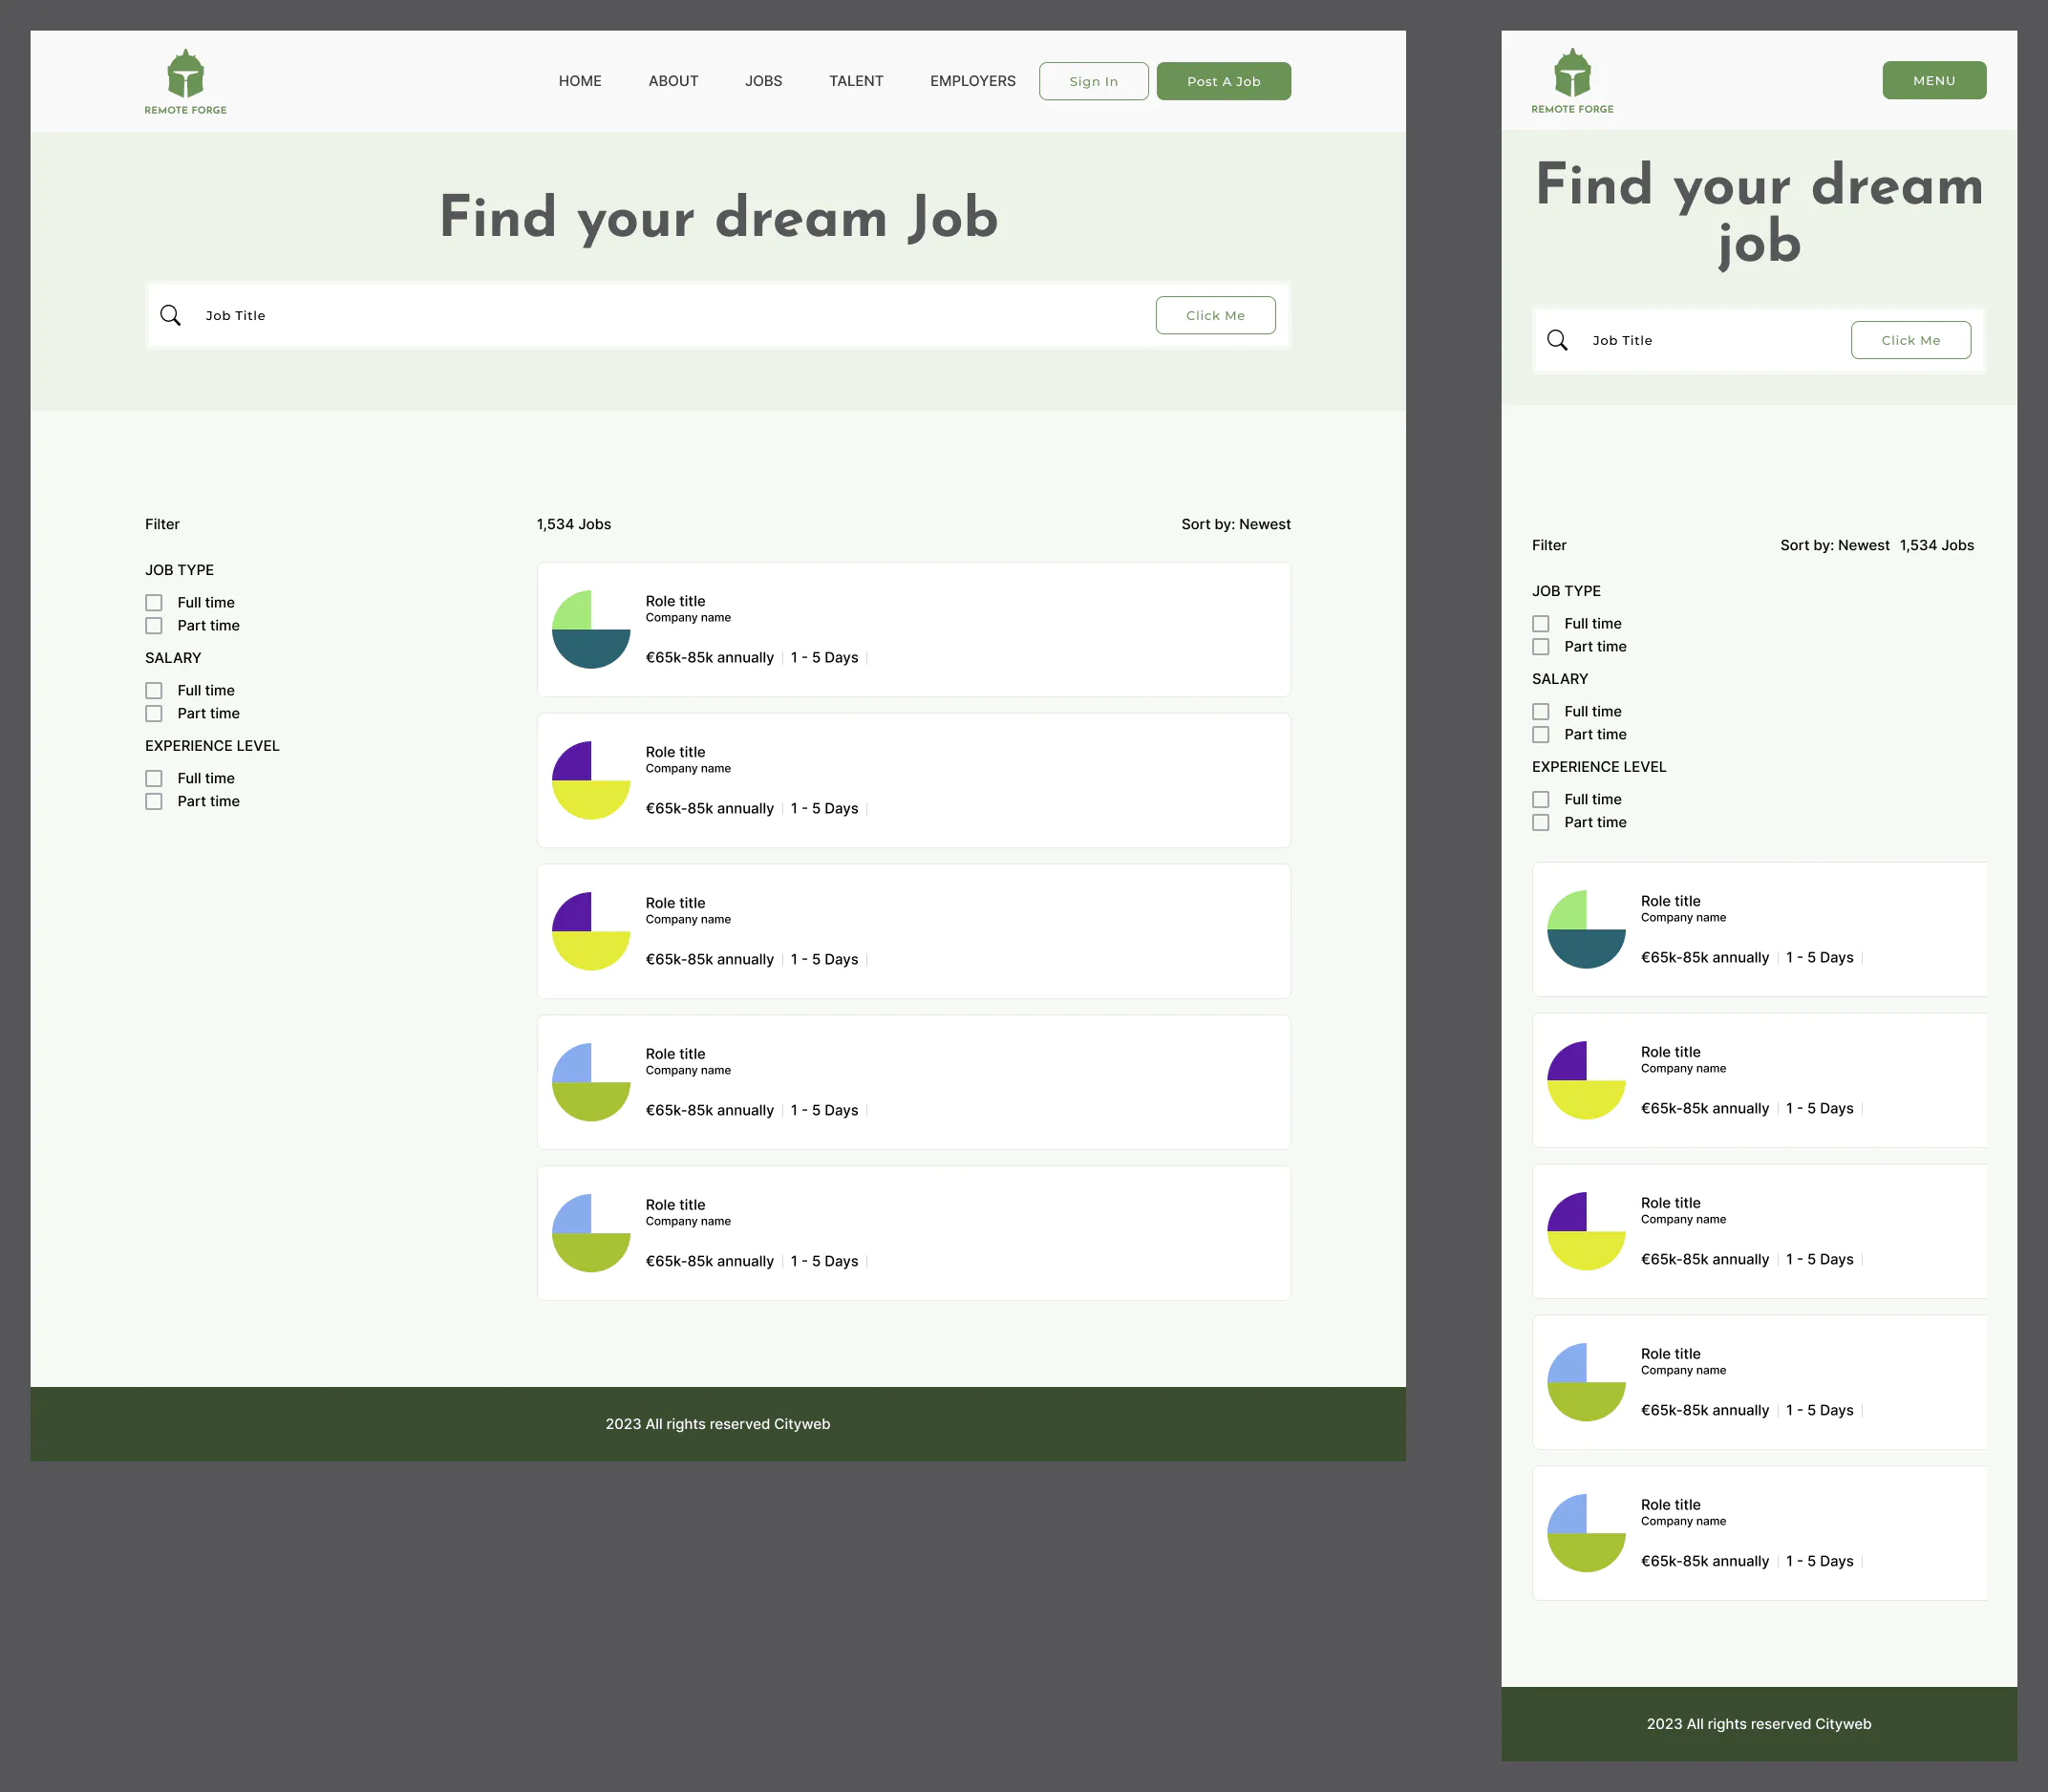 REMOTE FORGE
HOME ABOUT JOBS TALENT EMPLOYERS Sign In Post A Job
Find your dream Job
Job Title Click Me
Filter
JOB TYPE
Full time
Part time
SALARY
Full time
Part time
EXPERIENCE LEVEL
Full time
Part time
1,534 Jobs Sort by: Newest
Role title
Company name
€65k-85k annually 1 - 5 Days
Role title
Company name
€65k-85k annually 1 - 5 Days
Role title
Company name
€65k-85k annually 1 - 5 Days
Role title
Company name
€65k-85k annually 1 - 5 Days
Role title
Company name
€65k-85k annually 1 - 5 Days
2023 All rights reserved Cityweb
REMOTE FORGE
MENU
Find your dream
job
Job Title Click Me
Filter Sort by: Newest 1,534 Jobs
JOB TYPE
Full time
Part time
SALARY
Full time
Part time
EXPERIENCE LEVEL
Full time
Part time
Role title
Company name
€65k-85k annually 1 - 5 Days
Role title
Company name
€65k-85k annually 1 - 5 Days
Role title
Company name
€65k-85k annually 1 - 5 Days
Role title
Company name
€65k-85k annually 1 - 5 Days
Role title
Company name
€65k-85k annually 1 - 5 Days
2023 All rights reserved Cityweb